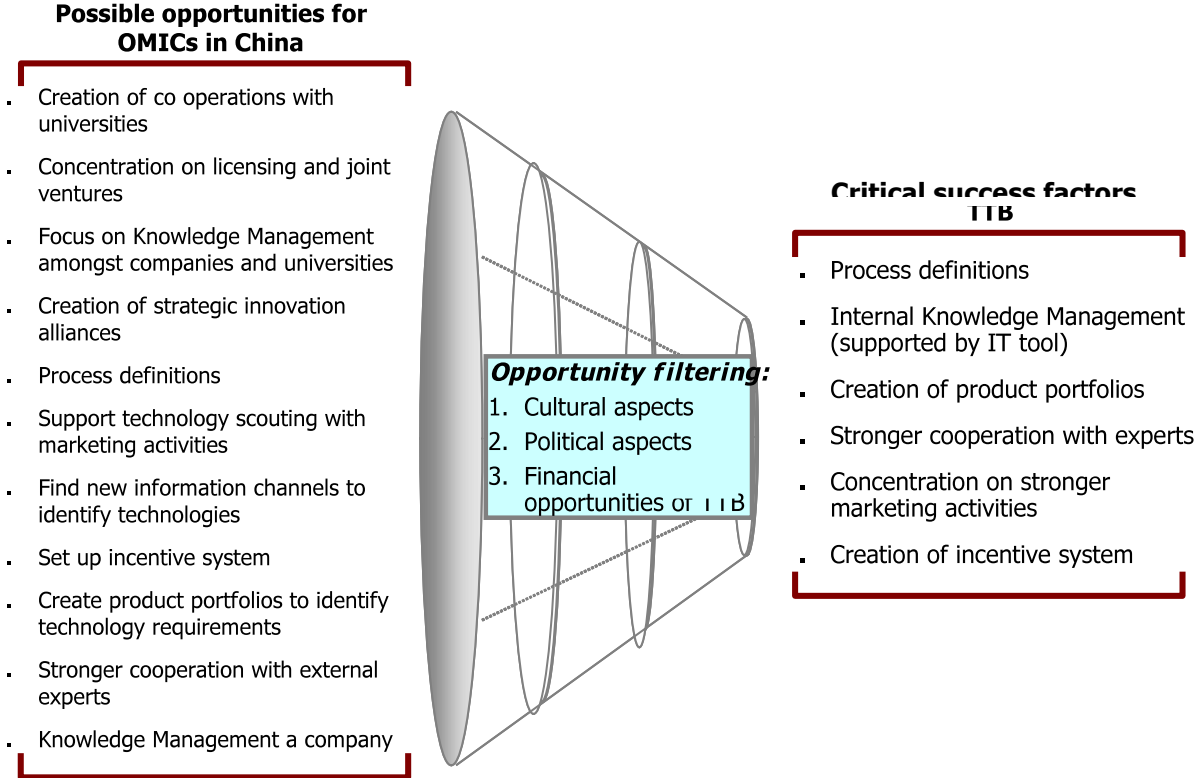 Possible opportunities for
OMICs in China
Creation of co operations with
universities
Concentration on licensing and joint
ventures
Focus on Knowledge Management
amongst companies and universities
Creation of strategic innovation
alliances
Process definitions
Support technology scouting with
marketing activities
Find new information channels to
identify technologies
Set up incentive system
Create product portfolios to identify
technology requirements
Stronger cooperation with external
experts
Knowledge Management a company
Opportunity filtering:
1. Cultural aspects
2. Political aspects
3. Financial
opportunities of TTB
Critical success factors
TTB
Process definitions
Internal Knowledge Management
(supported by IT tool)
Creation of product portfolios
Stronger cooperation with experts
Concentration on stronger
marketing activities
Creation of incentive system